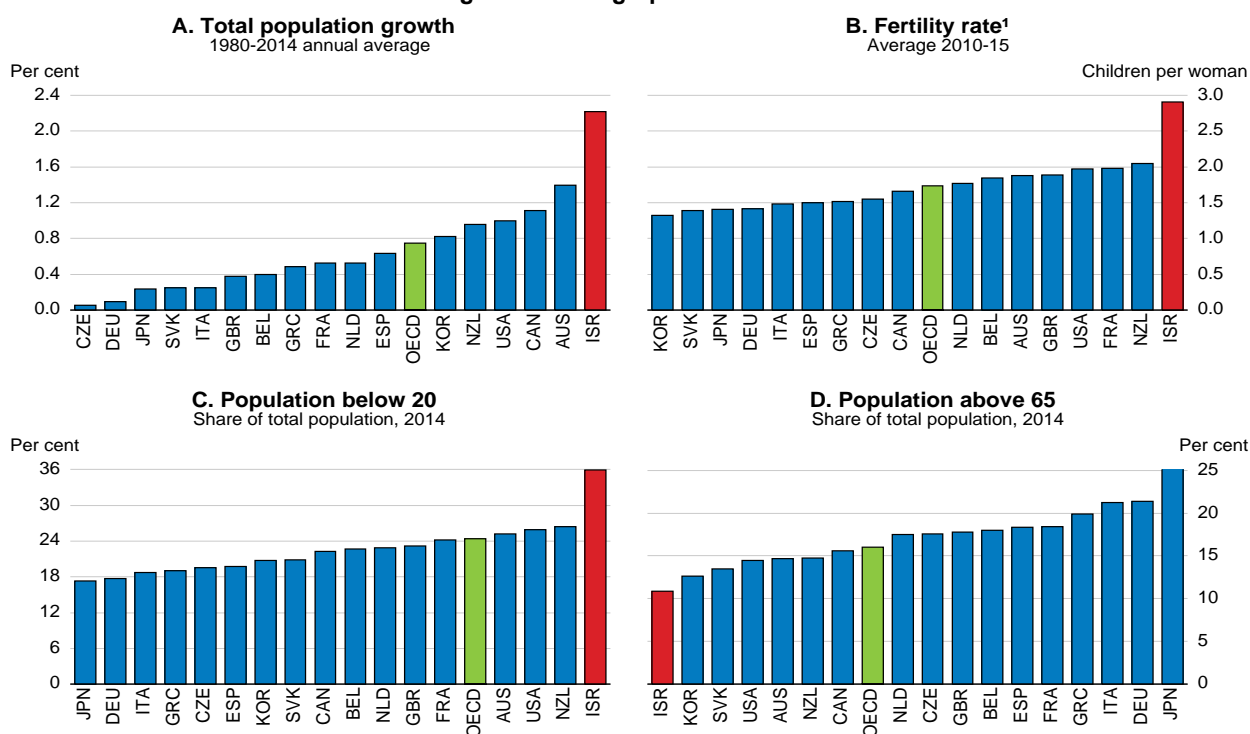 A. Total population growth
1980-2014 annual average
Per cent
2.4
2.0
1.6
1.2
0.8
0.4
0.0
CZE
DEU
JPN
SVK
ITA
GBR
BEL
GRC
FRA
NLD
ESP
OECD
KOR
NZL
USA
CAN
AUS
ISR
B. Fertility rate¹
Average 2010-15
Children per woman
3.0
2.5
2.0
1.5
1.0
0.5
0.0
KOR
SVK
JPN
DEU
ITA
ESP
GRC
CZE
CAN
OECD
NLD
BEL
AUS
GBR
USA
FRA
NZL
ISR
C. Population below 20
Share of total population, 2014
Per cent
36
30
24
18
12
6
0
JPN
DEU
ITA
GRC
CZE
ESP
KOR
SVK
CAN
BEL
NLD
GBR
FRA
OECD
AUS
USA
NZL
ISR
D. Population above 65
Share of total population, 2014
Per cent
25
20
15
10
5
0
ISR
KOR
SVK
USA
AUS
NZL
CAN
OECD
NLD
CZE
GBR
BEL
ESP
FRA
GRC
ITA
DEU
JPN